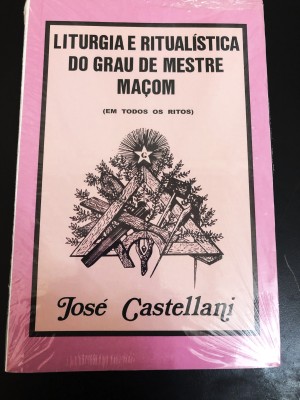 LITURGIA E RITUALÍSTICA
DO GRAU DE MESTRE
MAÇOM
(EM TODOS OS RITOS)
José Castellani